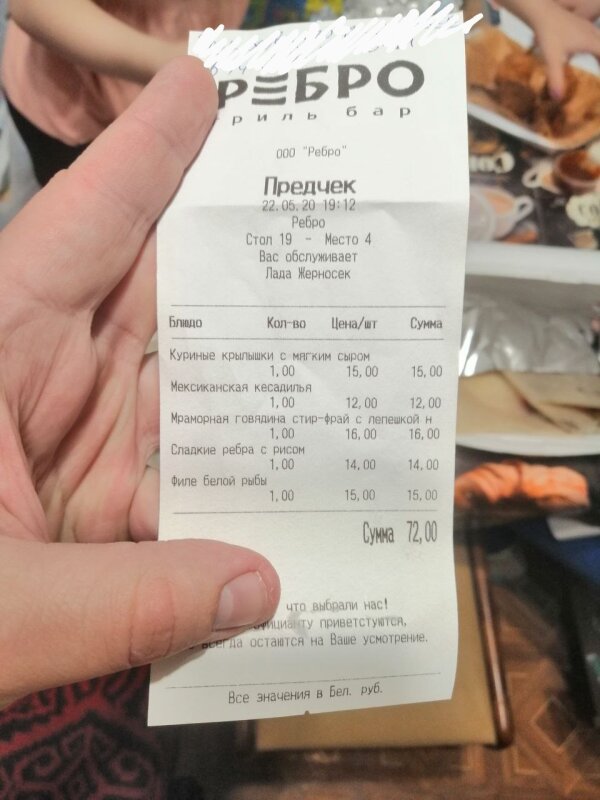 РЕБРО
гриль бар
ООО "Ребро"
Предчек
22.05.20 19:12
Ребро
Стол 19 - Место 4
Вас обслуживает
Лада Жерносек
Блюдо Кол-во Цена/шт Сумма
Куриные крылышки с мягким сыром
1,00 15,00 15,00
Мексиканская кесадилья
1,00 12,00 12,00
Мраморная говядина стир-фрай с лепешкой н
1,00 16,00 16,00
Сладкие ребра с рисом
1,00 14,00 14,00
Филе белой рыбы
1,00 15,00 15,00
Сумма 72,00
что выбрали нас!
официанту приветстуются,
всегда остаются на Ваше усмотрение.
Все значения в Бел. руб.